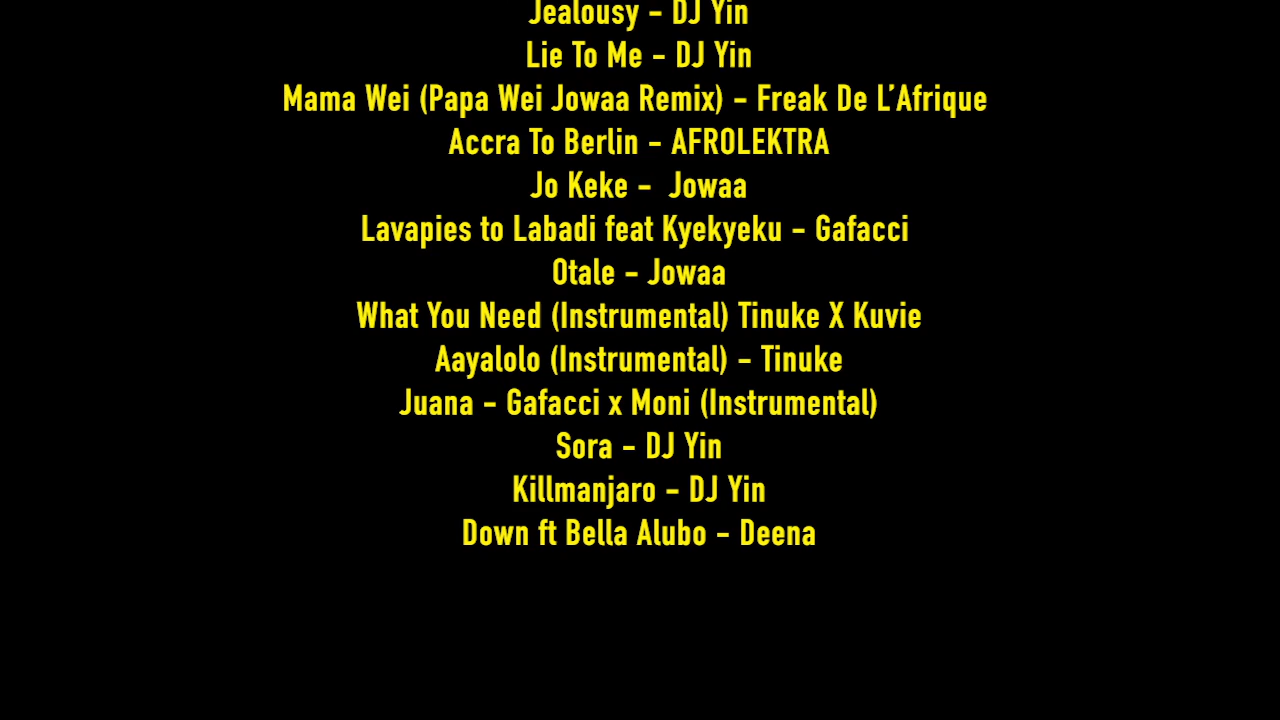 Jealousy – DJ Yin
Lie To Me – DJ Yin
Mama Wei (Papa Wei Jowaa Remix) – Freak De L’Afrique
Accra To Berlin – AFROLEKTRA
Jo Keke –  Jowaa
Lavapies to Labadi feat Kyekyeku – Gafacci
Otale – Jowaa
What You Need (Instrumental) Tinuke X Kuvie
Aayalolo (Instrumental) – Tinuke
Juana – Gafacci x Moni (Instrumental)
Sora – DJ Yin
Killmanjaro – DJ Yin
Down ft Bella Alubo – Deena